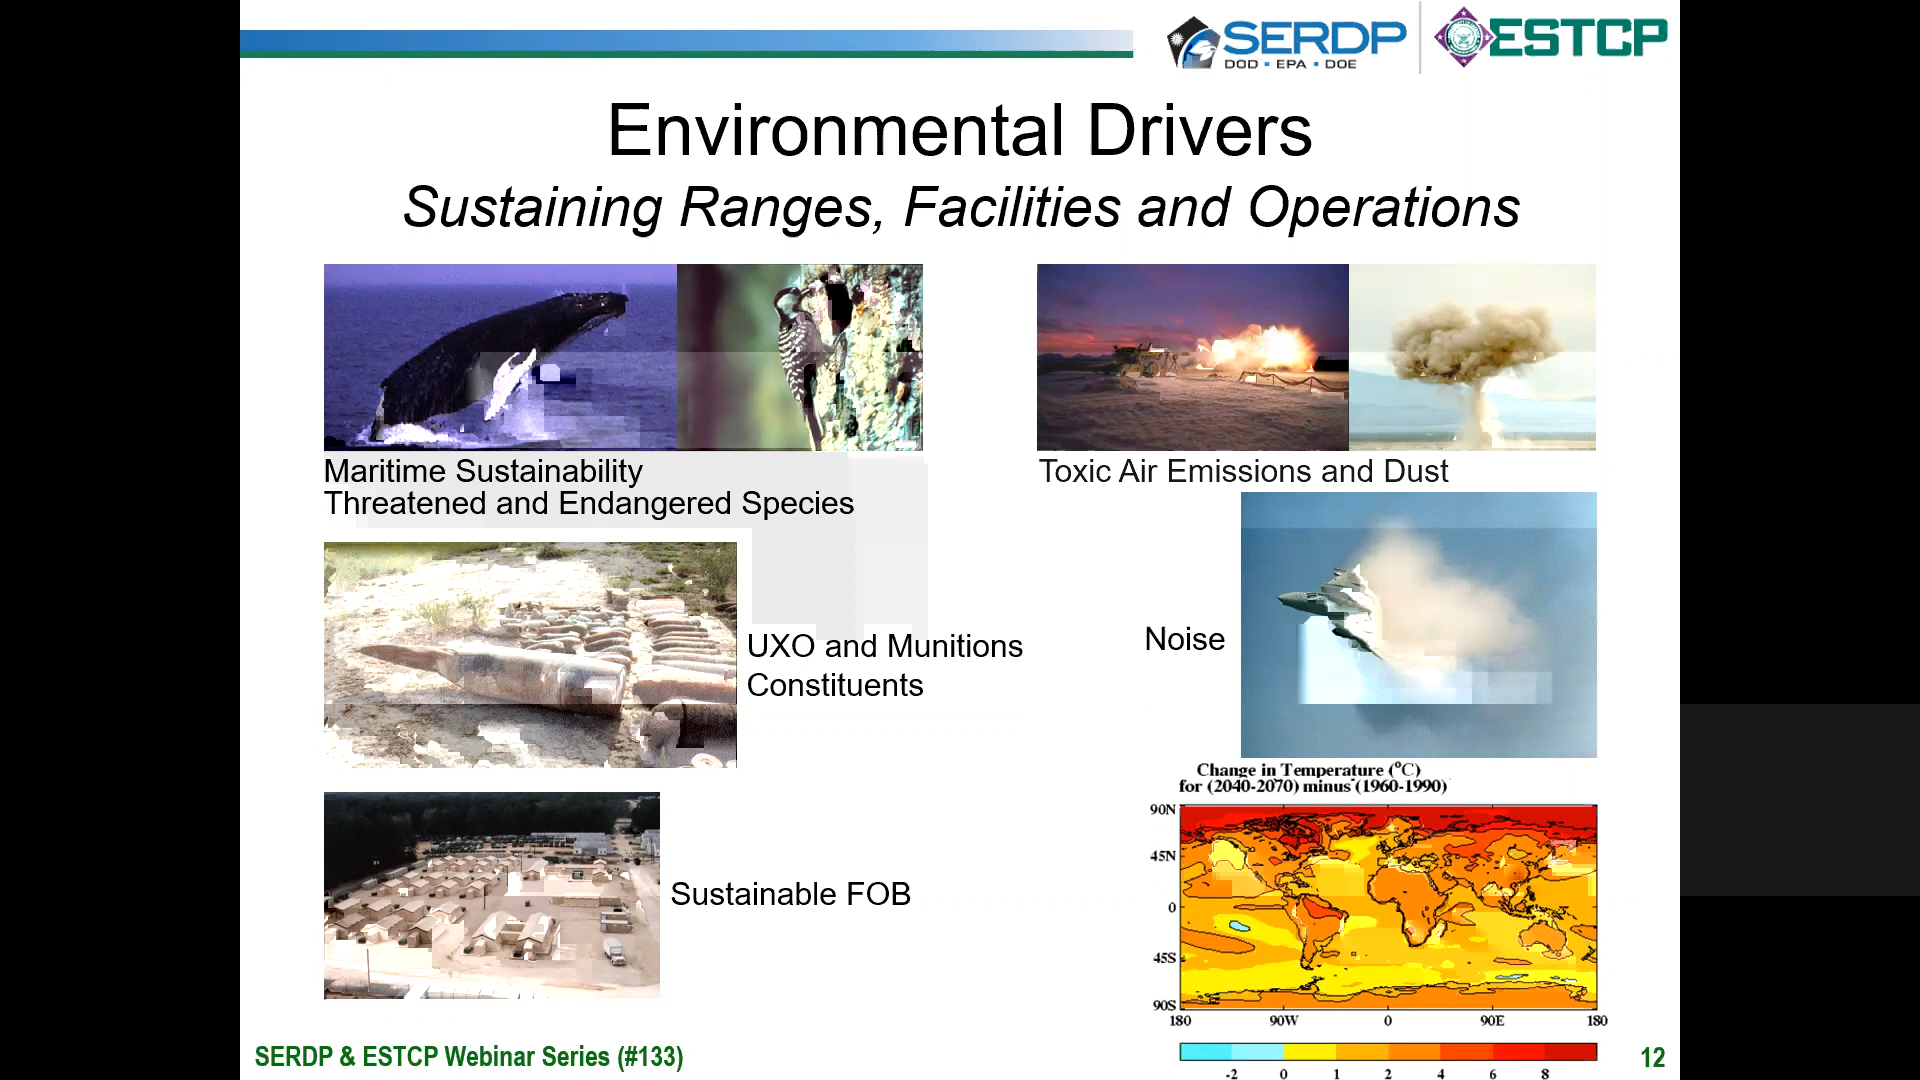 SERDP
DOD ▪ EPA ▪ DOE
ESTCP
Environmental Drivers
Sustaining Ranges, Facilities and Operations
Maritime Sustainability
Threatened and Endangered Species
Toxic Air Emissions and Dust
UXO and Munitions
Constituents
Noise
Sustainable FOB
Change in Temperature (°C)
for (2040-2070) minus (1960-1990)
90N
45N
0
45S
90S
180 90W 0 90E 180
-2 0 1 2 4 6 8
SERDP & ESTCP Webinar Series (#133)
12